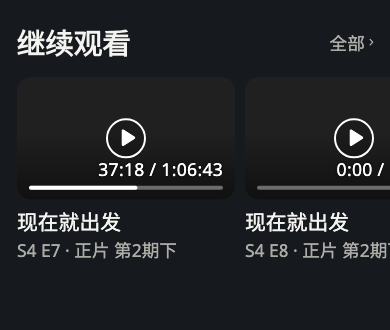 继续观看
全部 ›
37:18 / 1:06:43
0:00 /
现在就出发
现在就出发
S4 E7 · 正片 第2期下
S4 E8 · 正片 第2期